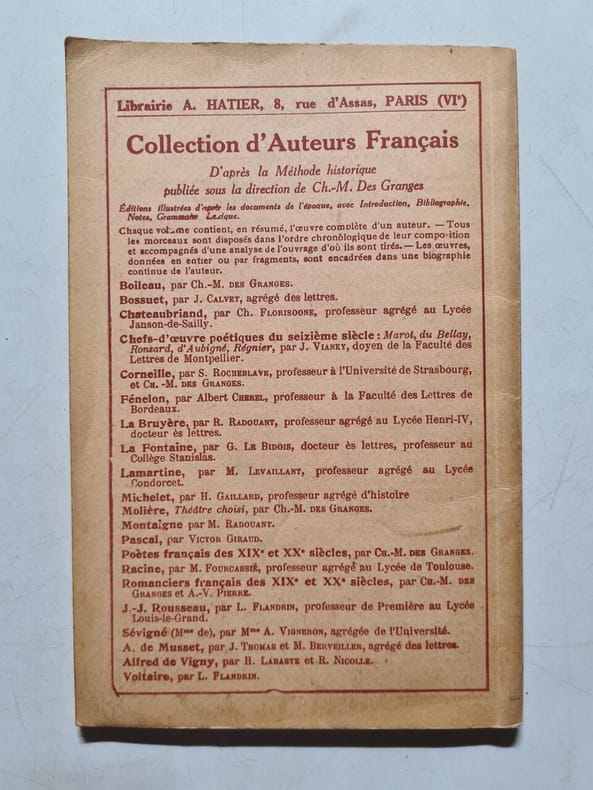 Librairie A. HATIER, 8, rue d'Assas, PARIS (VIᵉ)
Collection d'Auteurs Français
D'après la Méthode historique
publiée sous la direction de Ch.-M. Des Granges
Éditions illustrées d'après les documents de l'époque, avec Introduction, Bibliographie,
Notes, Grammaire Lexique.
Chaque volume contient, en résumé, l'œuvre complète d'un auteur. — Tous
les morceaux sont disposés dans l'ordre chronologique de leur composition
et accompagnés d'une analyse de l'ouvrage d'où ils sont tirés. — Les œuvres,
données en entier ou par fragments, sont encadrées dans une biographie
continue de l'auteur.
Boileau, par CH.-M. DES GRANGES.
Bossuet, par J. CALVET, agrégé des lettres.
Chateaubriand, par CH. FLORISOONE, professeur agrégé au Lycée
Janson-de-Sailly.
Chefs-d'œuvre poétiques du seizième siècle : Marot, du Bellay,
Ronsard, d'Aubigné, Régnier, par J. VIANEY, doyen de la Faculté des
Lettres de Montpellier.
Corneille, par S. ROCHEBLAVE, professeur à l'Université de Strasbourg,
et CH. -M. DES GRANGES.
Fénelon, par Albert CHEREL, professeur à la Faculté des Lettres de
Bordeaux.
La Bruyère, par R. RADOUANT, professeur agrégé au Lycée Henri-IV,
docteur ès lettres.
La Fontaine, par G. LE BIDOIS, docteur ès lettres, professeur au
Collège Stanislas.
Lamartine, par M. LEVAILLANT, professeur agrégé au Lycée
Condorcet.
Michelet, par H. GAILLARD, professeur agrégé d'histoire
Molière, Théâtre choisi, par CH.-M. DES GRANGES.
Montaigne par M. RADOUANT.
Pascal, par VICTOR GIRAUD.
Poètes français des XIXᵉ et XXᵉ siècles, par CH.-M. DES GRANGES.
Racine, par M. FOURCASSIÉ, professeur agrégé au Lycée de Toulouse.
Romanciers français des XIXᵉ et XXᵉ siècles, par CH.-M. DES
GRANGES et A.-V. PIERRE.
J.-J. Rousseau, par L. FLANDRIN, professeur de Première au Lycée
Louis-le-Grand.
Sévigné (Mᵐᵉ de), par Mᵐᵉ A. VIGNERON, agrégée de l'Université.
A. de Musset, par J. THOMAS et M. BERVEILLER, agrégé des lettres.
Alfred de Vigny, par H. LABASTE et R. NICOLLE.
Voltaire, par L. FLANDRIN.